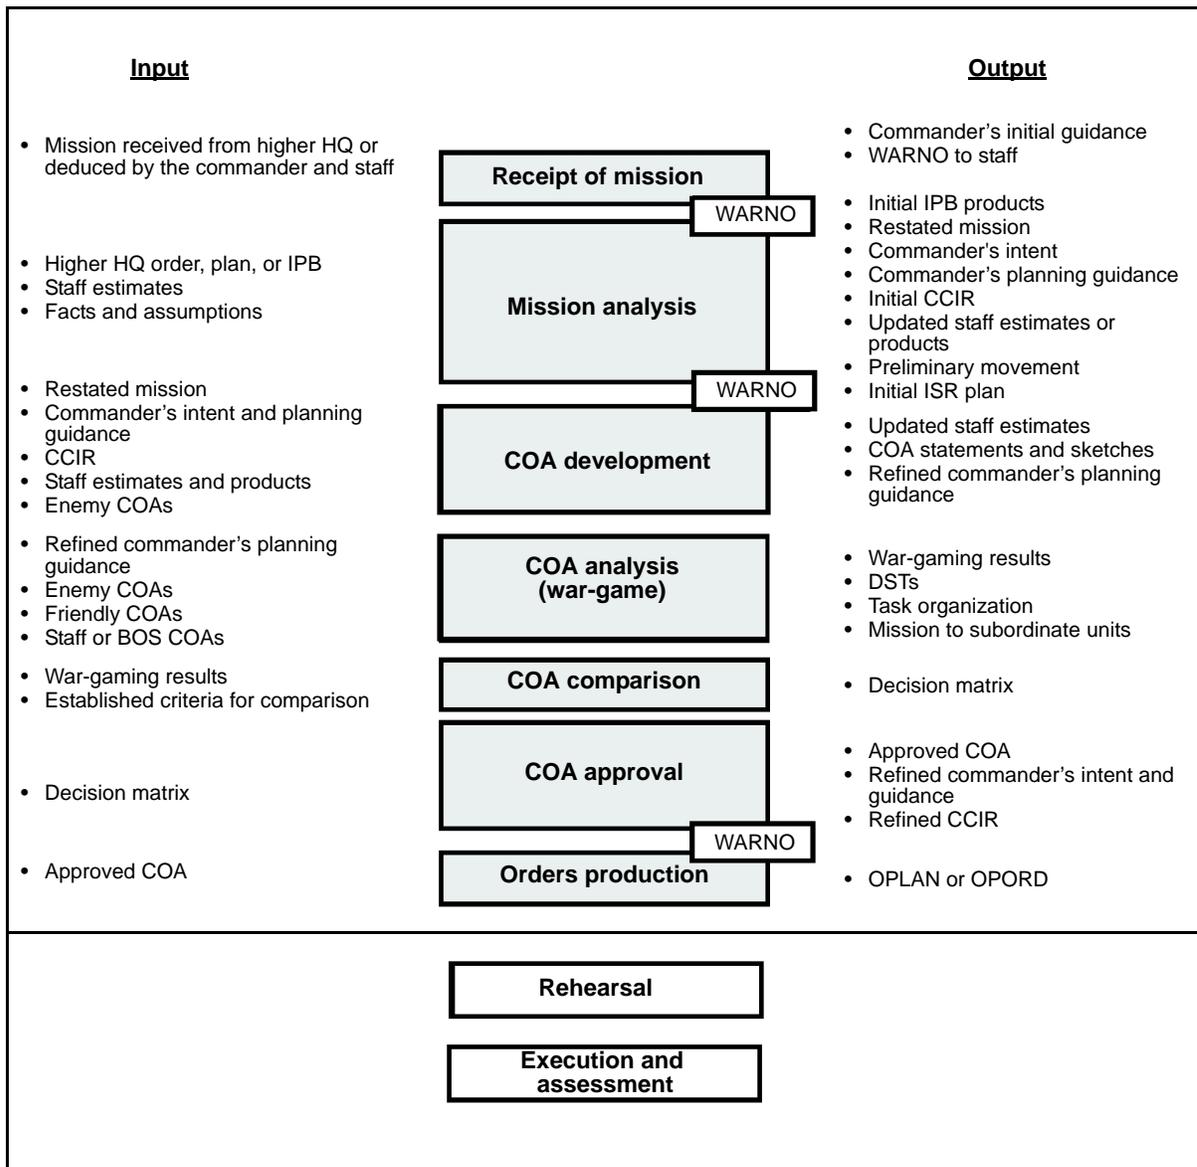 Input
• Mission received from higher HQ or
deduced by the commander and staff
• Higher HQ order, plan, or IPB
• Staff estimates
• Facts and assumptions
• Restated mission
• Commander’s intent and planning
guidance
• CCIR
• Staff estimates and products
• Enemy COAs
• Refined commander’s planning
guidance
• Enemy COAs
• Friendly COAs
• Staff or BOS COAs
• War-gaming results
• Established criteria for comparison
• Decision matrix
• Approved COA
Receipt of mission
WARNO
Mission analysis
WARNO
COA development
COA analysis
(war-game)
COA comparison
COA approval
WARNO
Orders production
Output
• Commander’s initial guidance
• WARNO to staff
• Initial IPB products
• Restated mission
• Commander's intent
• Commander’s planning guidance
• Initial CCIR
• Updated staff estimates or
products
• Preliminary movement
• Initial ISR plan
• Updated staff estimates
• COA statements and sketches
• Refined commander’s planning
guidance
• War-gaming results
• DSTs
• Task organization
• Mission to subordinate units
• Decision matrix
• Approved COA
• Refined commander’s intent and
guidance
• Refined CCIR
• OPLAN or OPORD
Rehearsal
Execution and
assessment